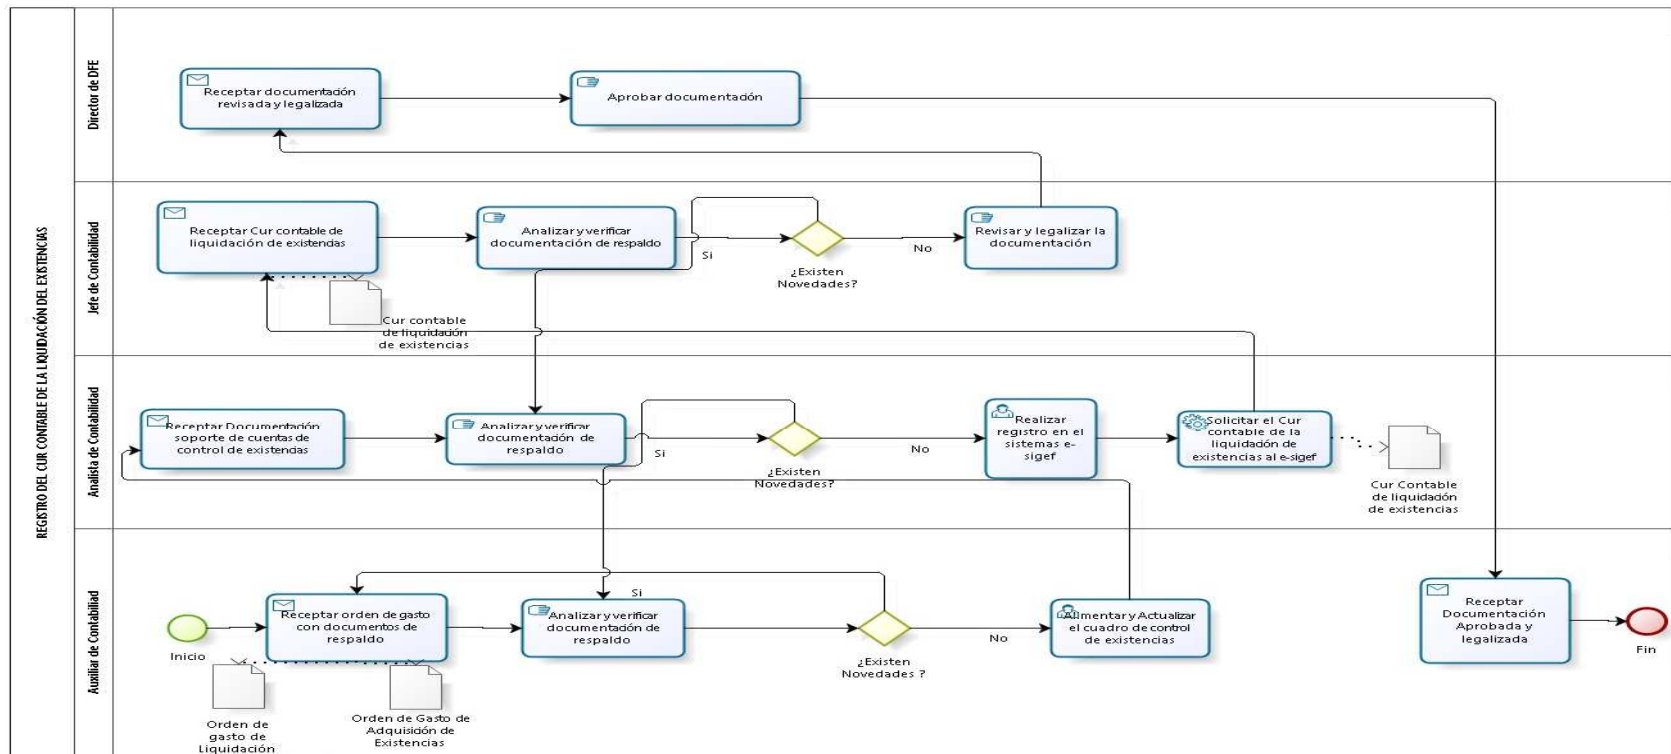 REGISTRO DEL CUR CONTABLE DE LA LIQUIDACIÓN DEL EXISTENCIAS
Director de DFE
Receptar documentación
revisada y legalizada
Aprobar documentación
Jefe de Contabilidad
Receptar Cur contable de
liquidación de existencias
Cur contable
de liquidación
de existencias
Analizar y verificar
documentación de respaldo
Si
¿Existen
Novedades?
No
Revisar y legalizar la
documentación
Analista de Contabilidad
Receptar Documentación
soporte de cuentas de
control de existencias
Analizar y verificar
documentación de
respaldo
Si
¿Existen
Novedades?
No
Realizar
registro en el
sistemas e-
sigef
Solicitar el Cur
contable de la
liquidación de
existencias al e-sigef
Cur Contable
de liquidación
de existencias
Auxiliar de Contabiliad
Inicio
Receptar orden de gasto
con documentos de
respaldo
Orden de
gasto de
Liquidación
Orden de Gasto de
Adquisición de
Existencias
Si
Analizar y verificar
documentación de
respaldo
¿Existen
Novedades ?
No
Alimentar y Actualizar
el cuadro de control
de existencias
Receptar
Documentación
Aprobada y
legalizada
Fin